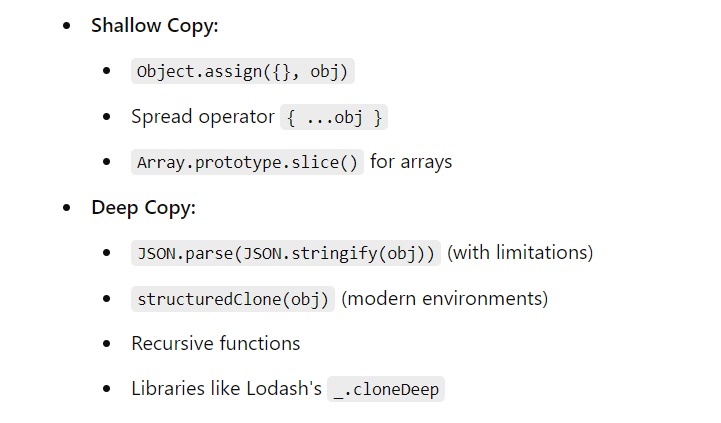 Shallow Copy:
Object.assign({}, obj)
Spread operator { ...obj }
Array.prototype.slice() for arrays
Deep Copy:
JSON.parse(JSON.stringify(obj)) (with limitations)
structuredClone(obj) (modern environments)
Recursive functions
Libraries like Lodash's _.cloneDeep